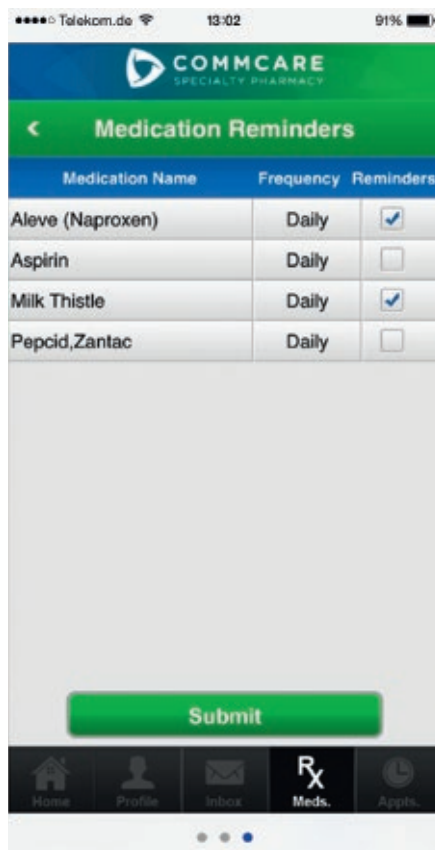 Telekom.de 13:02 91%
COMMCARE
SPECIALTY PHARMACY
< Medication Reminders
Medication Name Frequency Reminders
Aleve (Naproxen) Daily
Aspirin Daily
Milk Thistle Daily
Pepcid,Zantac Daily
Submit
Rx
Home Profile Inbox Meds. Appts.